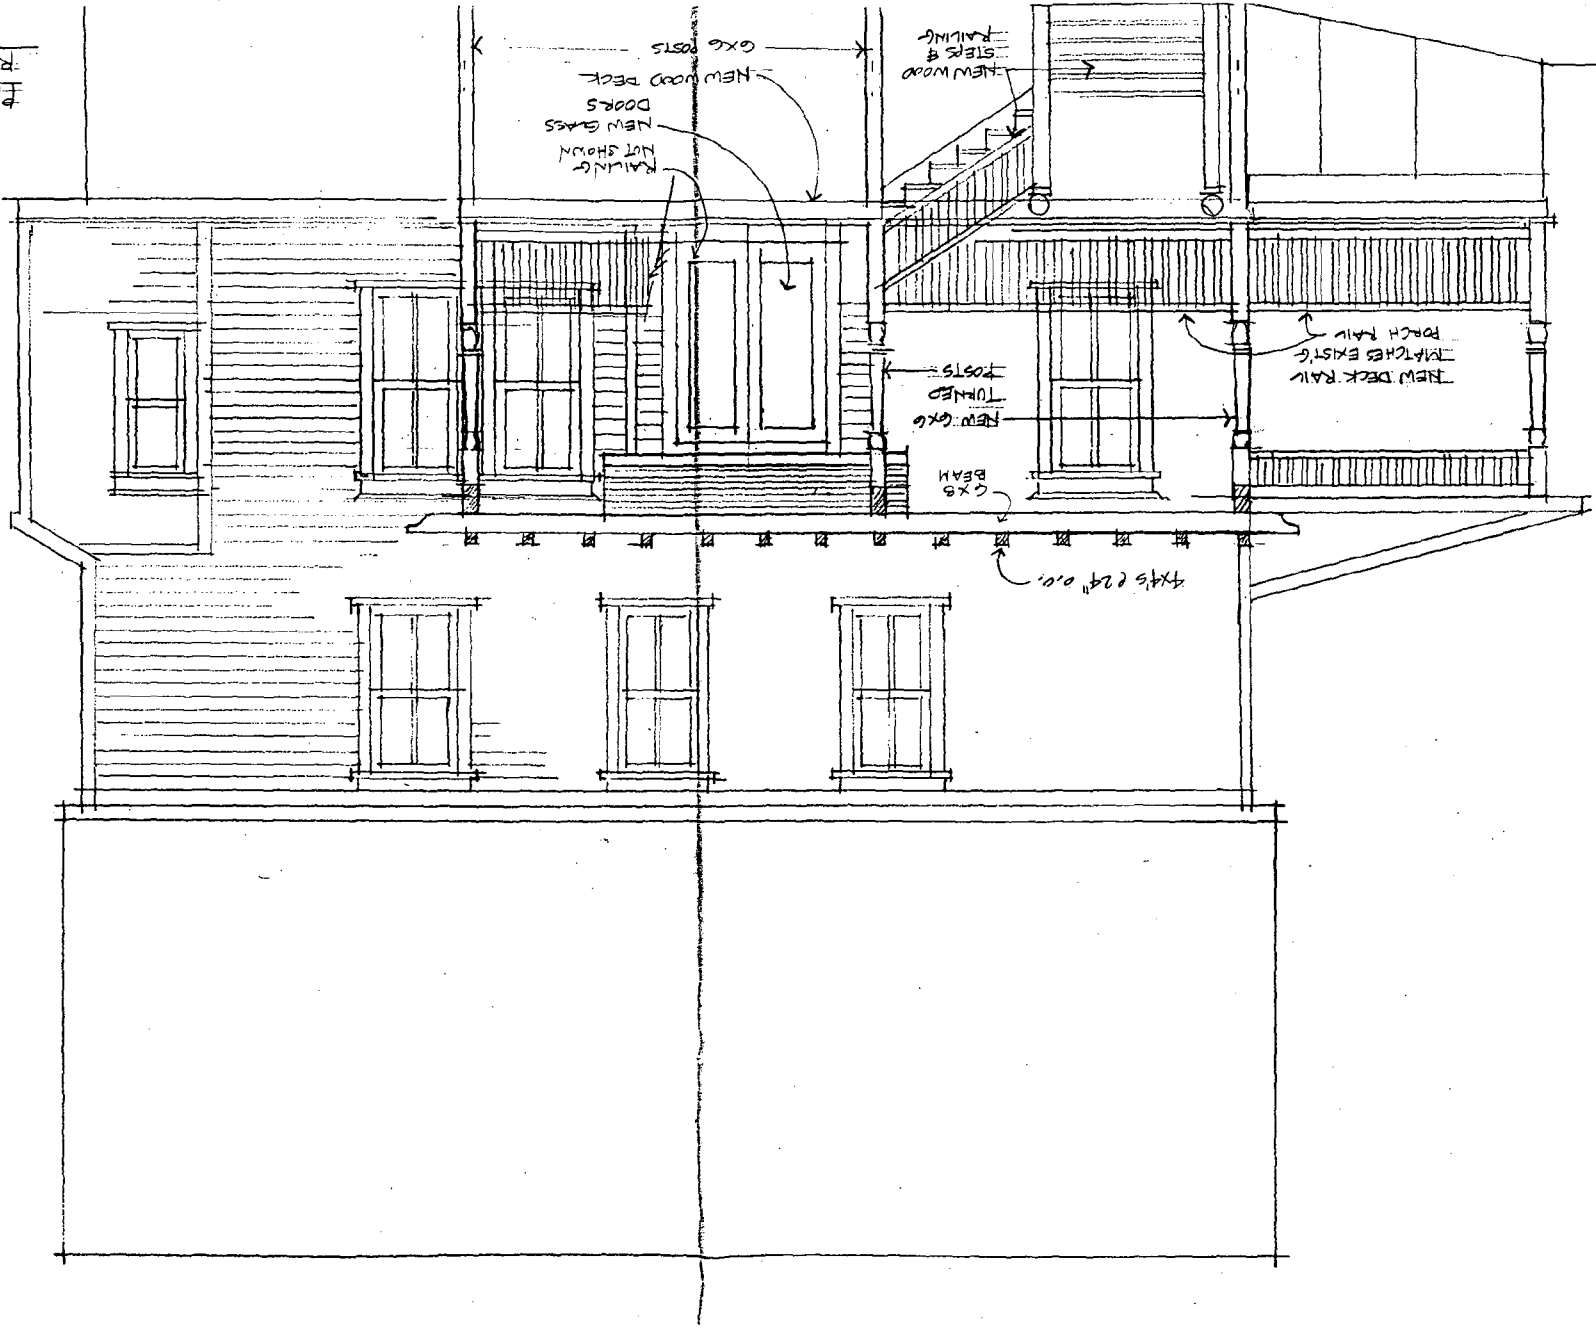 4x4's @ 24" o.c.
6x8
BEAM
NEW 6x6
TURNED
POSTS
NEW DECK RAIL
MATCHES EXIST'G
PORCH RAIL
RAILING
NOT SHOWN
NEW GLASS
DOORS
NEW WOOD DECK
6x6 POSTS
NEW WOOD
STEPS &
RAILING